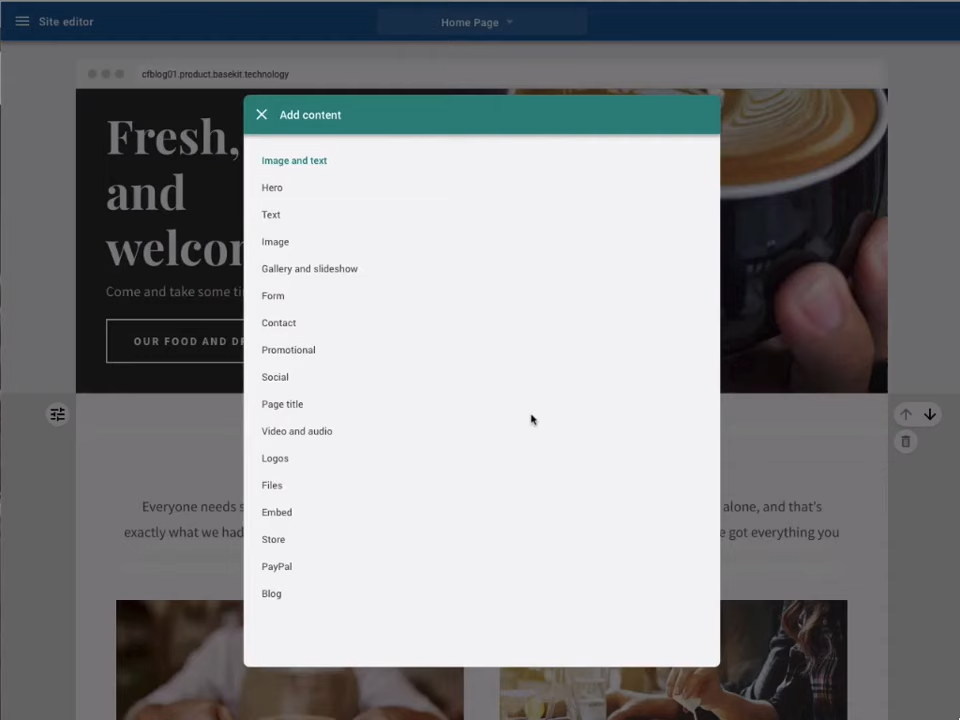 Site editor
Home Page
cfblog01.product.basekit.technology
Add content
Fresh,
and
welcom
Come and take some ti
OUR FOOD AND DR
Image and text
Hero
Text
Image
Gallery and slideshow
Form
Contact
Promotional
Social
Page title
Video and audio
Logos
Files
Embed
Store
PayPal
Blog
Everyone needs s alone, and that's
exactly what we had e got everything you